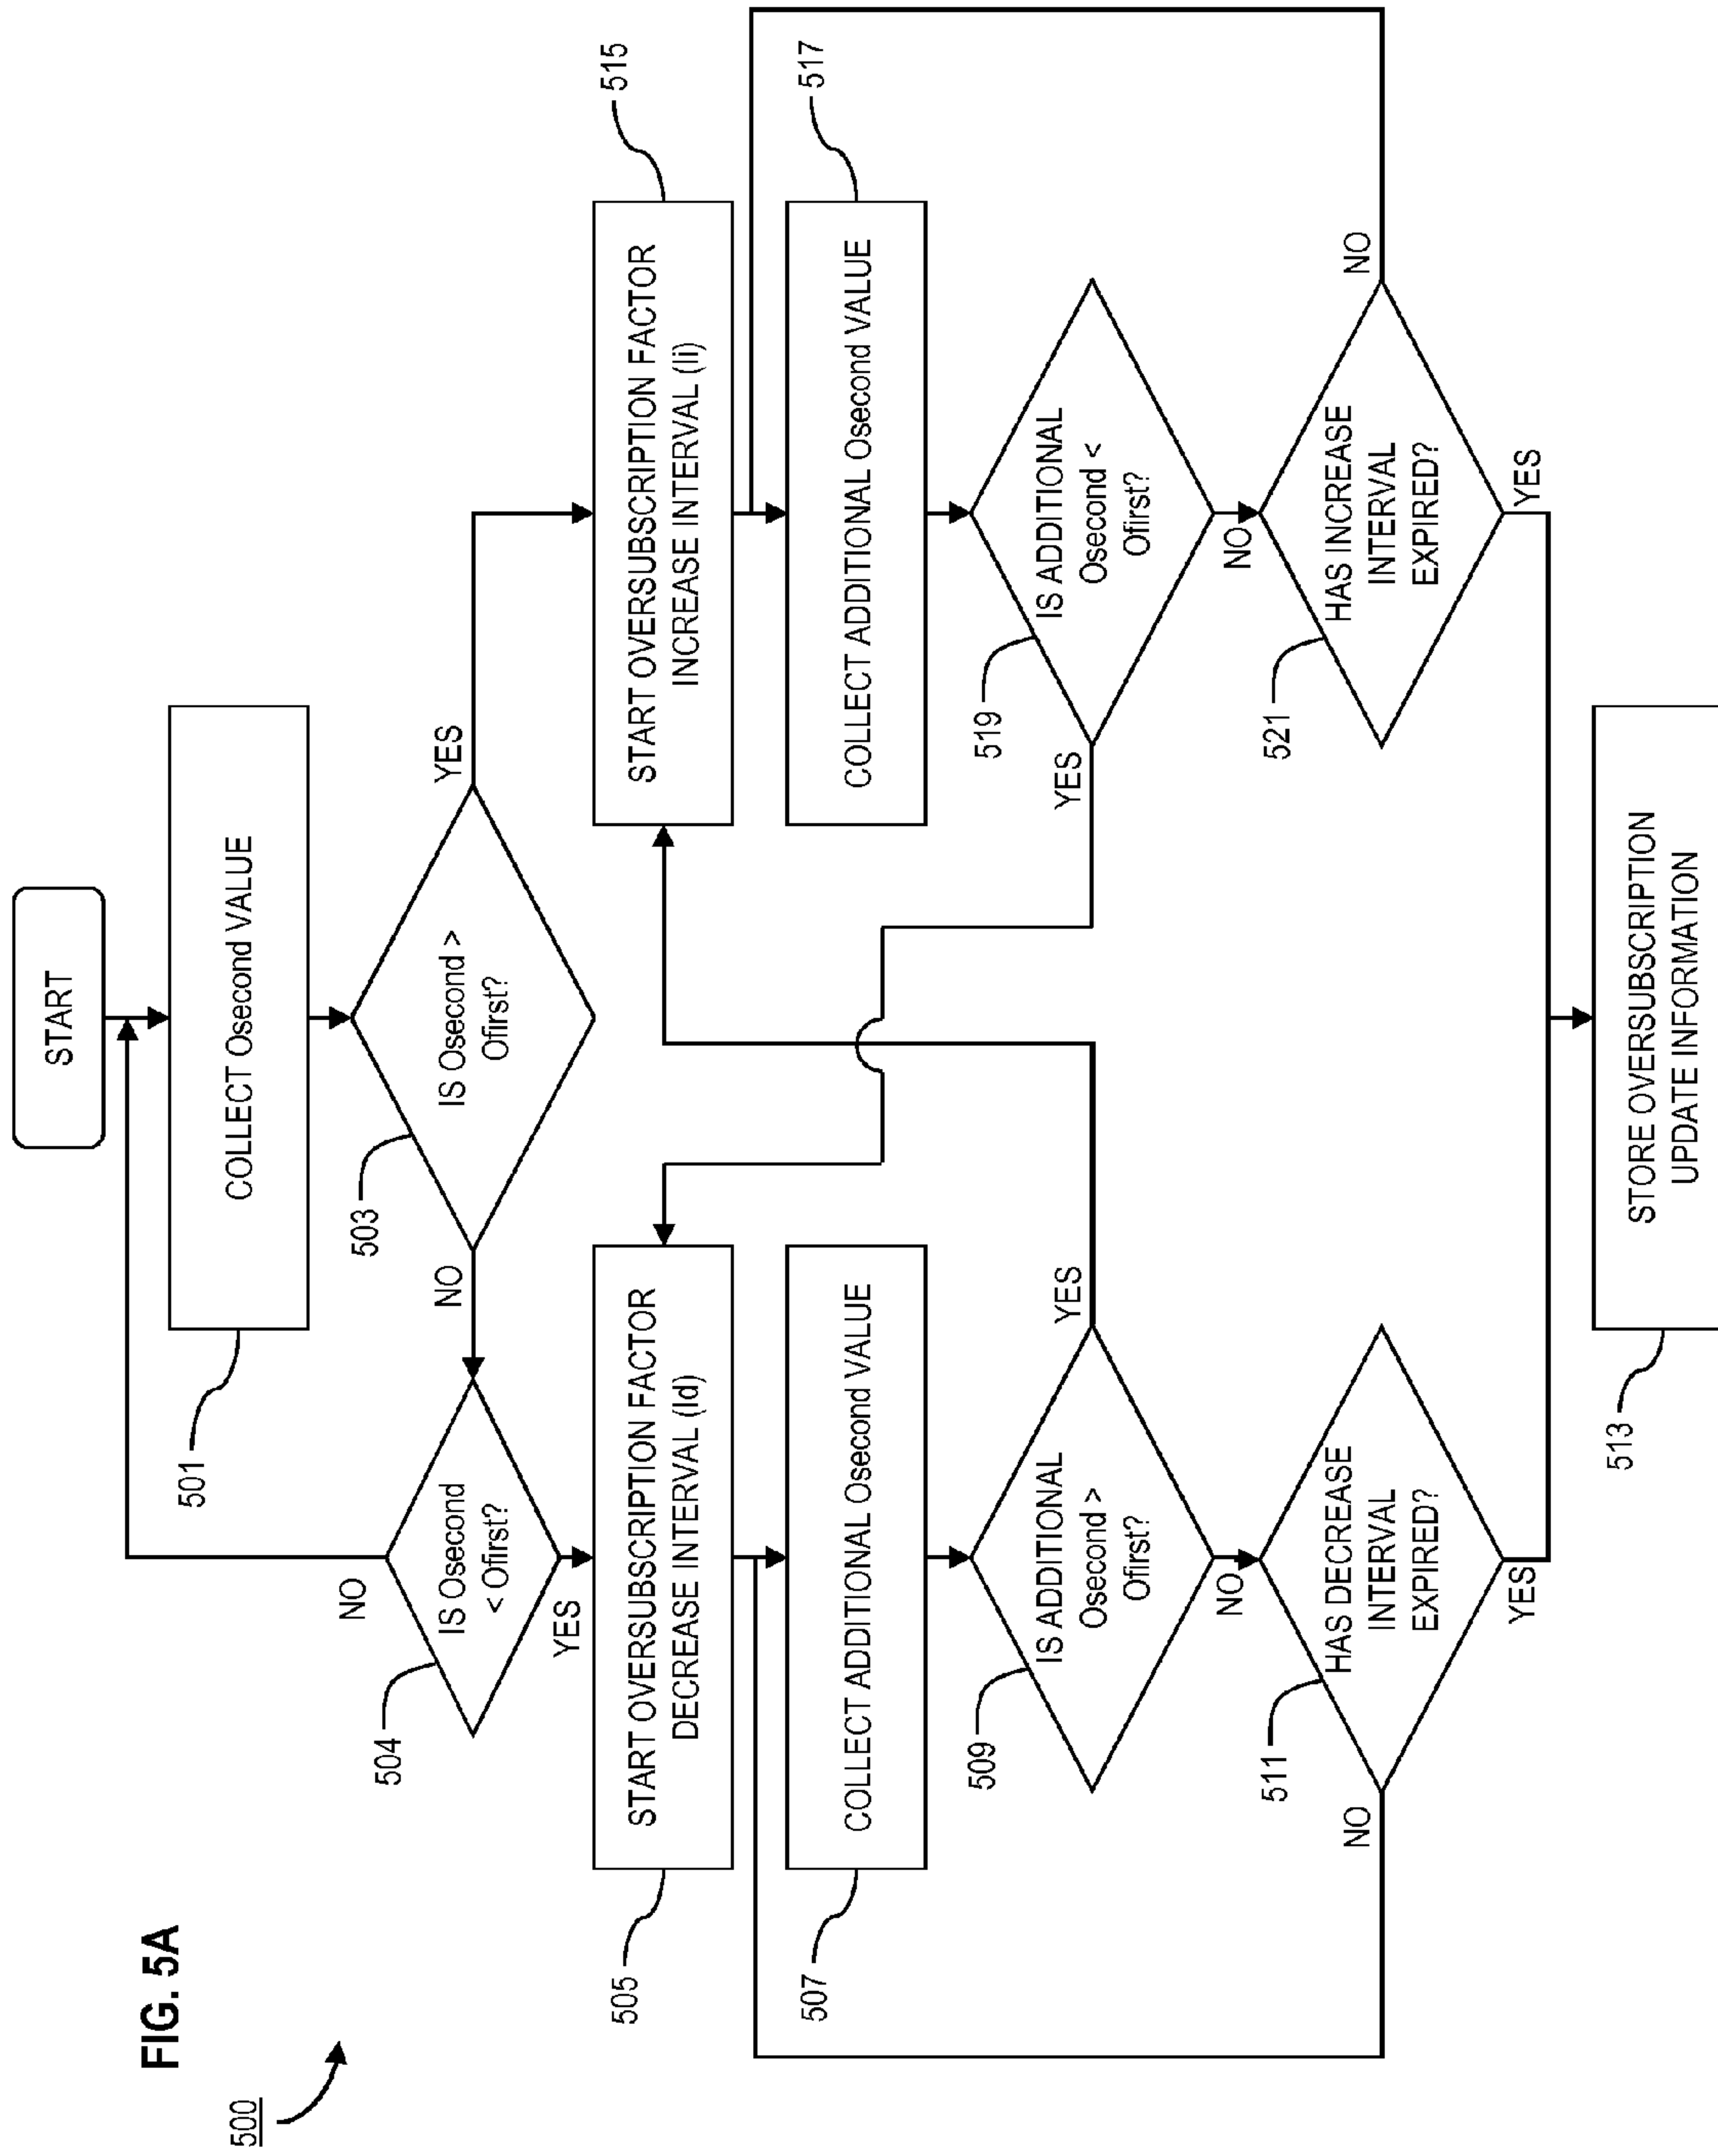 FIG. 5A
500
START
COLLECT Osecond VALUE
501
IS Osecond >
Ofirst?
503
YES
NO
IS Osecond
< Ofirst?
504
NO
YES
START OVERSUBSCRIPTION FACTOR
DECREASE INTERVAL (Id)
505
START OVERSUBSCRIPTION FACTOR
INCREASE INTERVAL (Ii)
515
COLLECT ADDITIONAL Osecond VALUE
507
COLLECT ADDITIONAL Osecond VALUE
517
IS ADDITIONAL
Osecond >
Ofirst?
509
YES
NO
IS ADDITIONAL
Osecond <
Ofirst?
519
YES
NO
HAS DECREASE
INTERVAL
EXPIRED?
511
NO
YES
HAS INCREASE
INTERVAL
EXPIRED?
521
NO
YES
STORE OVERSUBSCRIPTION
UPDATE INFORMATION
513